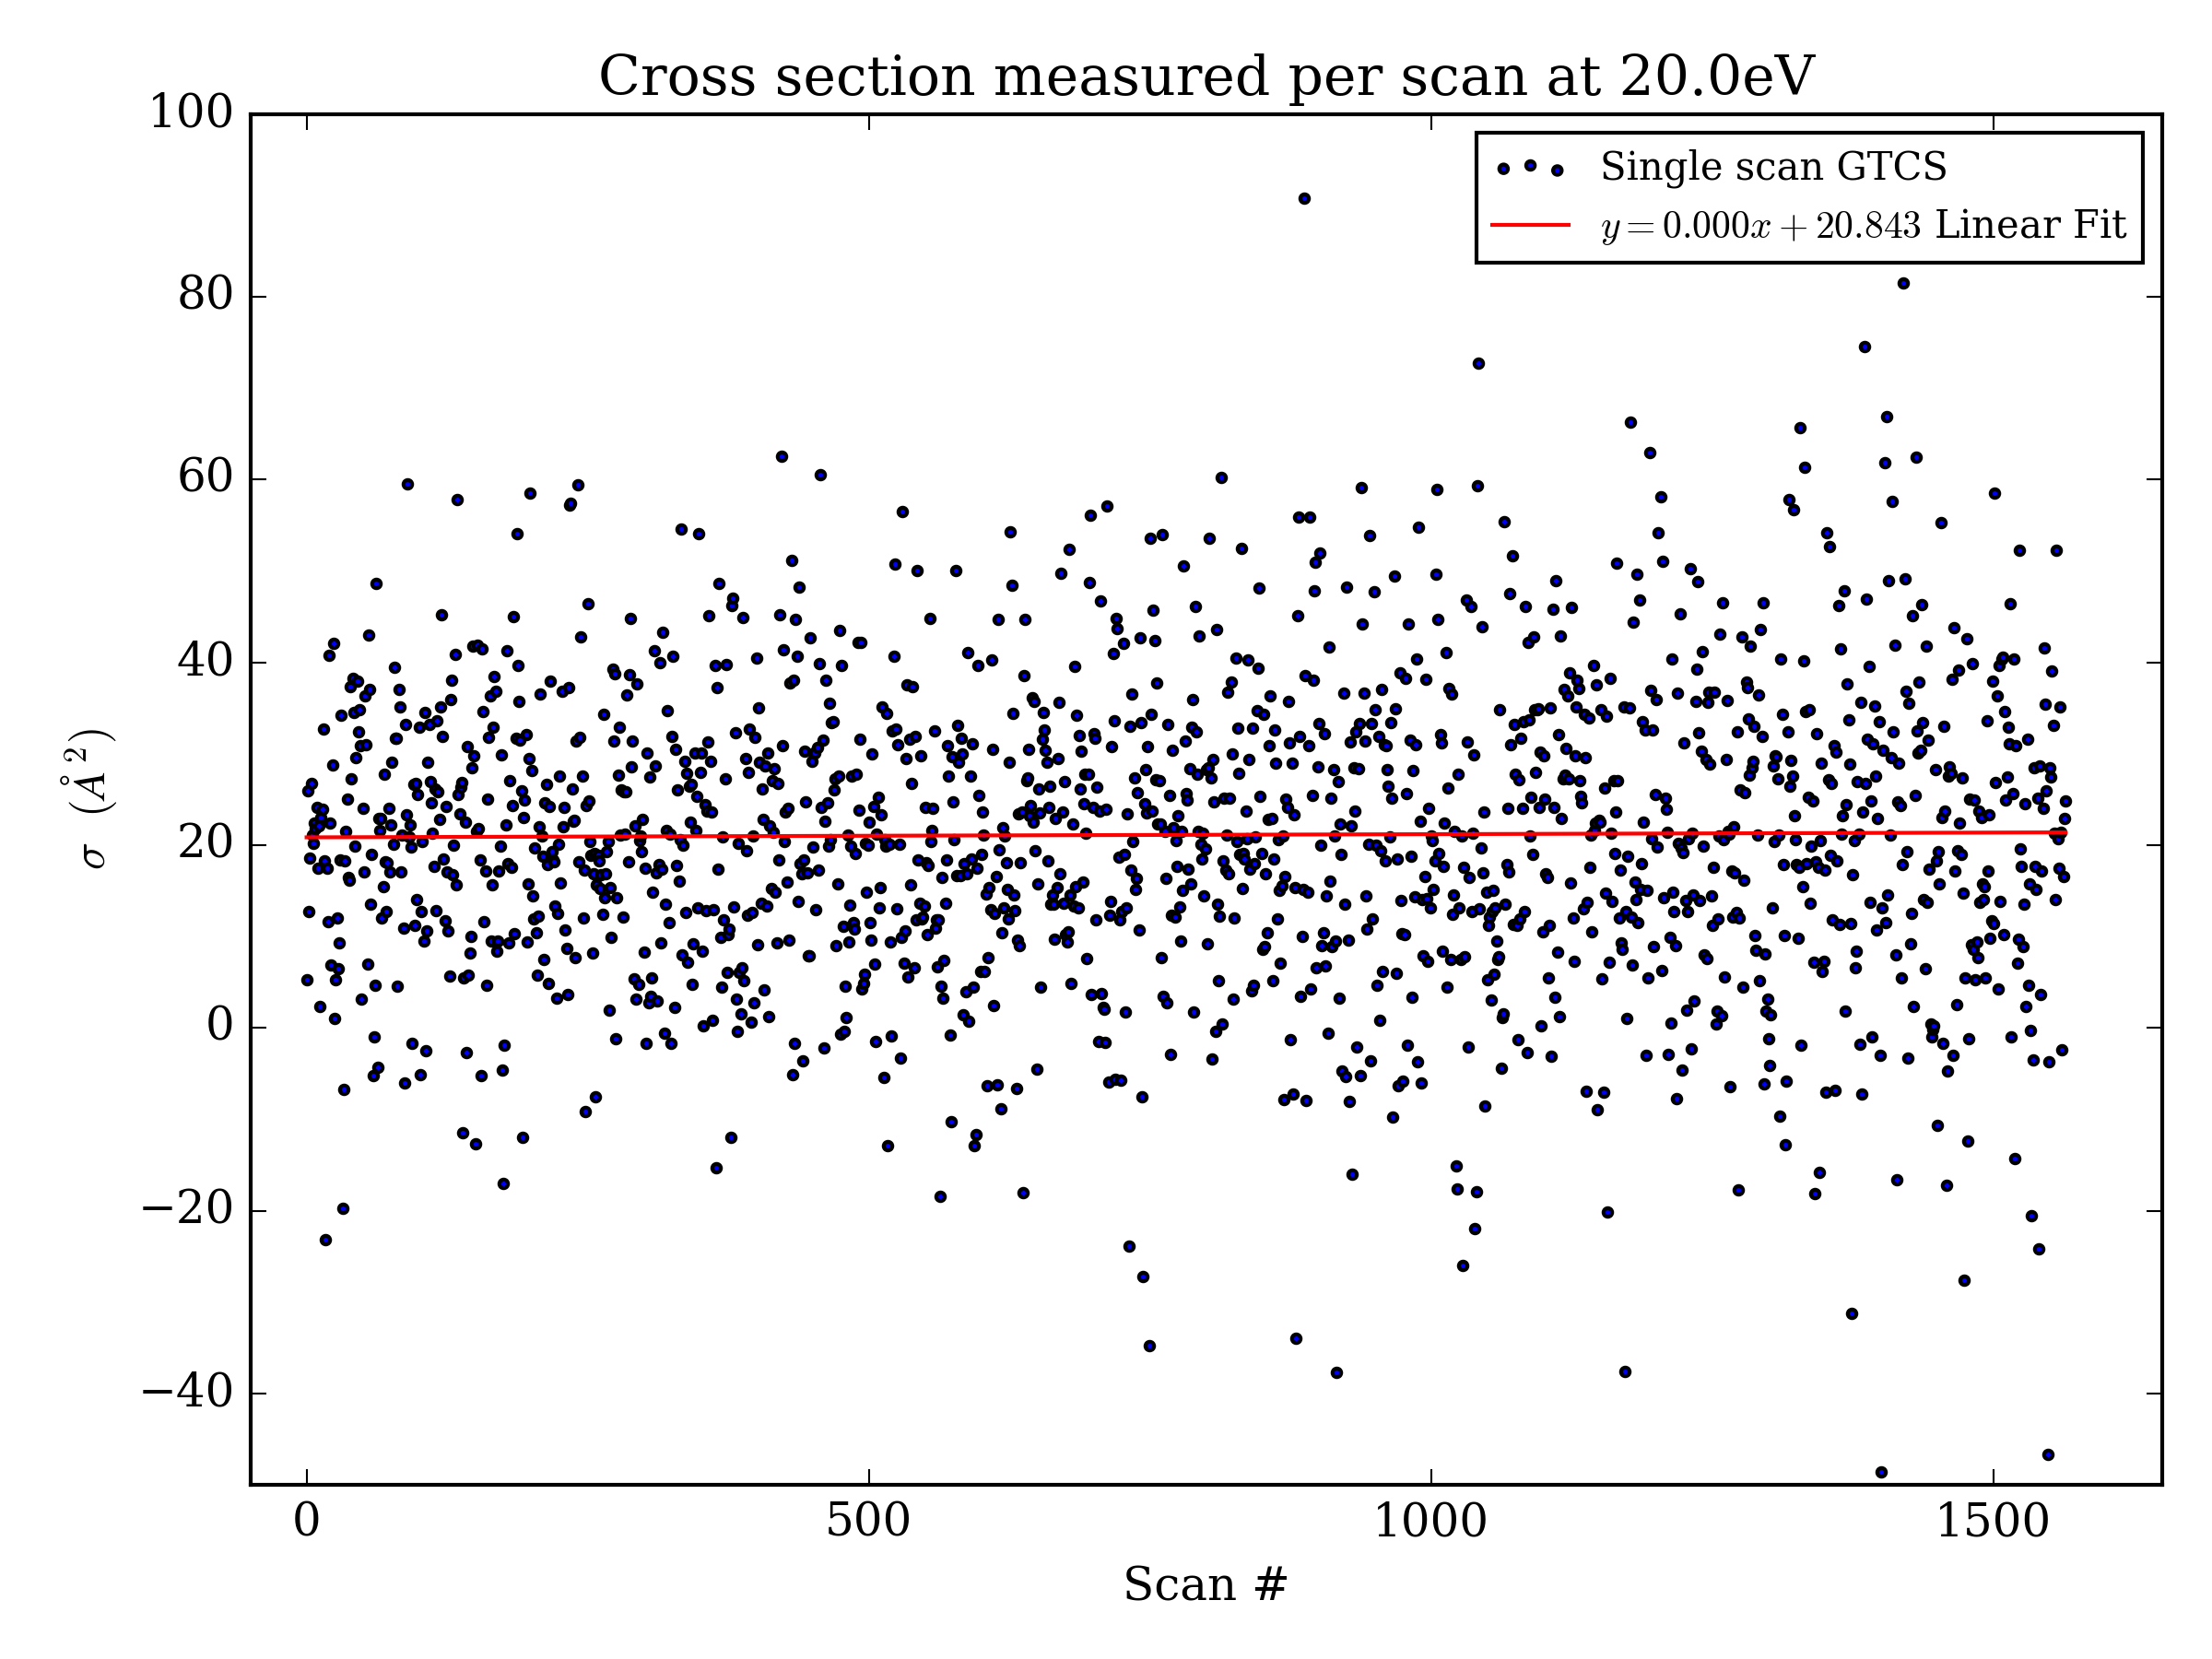 Cross section measured per scan at 20.0eV
100
80
60
40
20
0
−20
−40
σ (Å²)
0 500 1000 1500
Scan #
Single scan GTCS
y = 0.000x + 20.843 Linear Fit